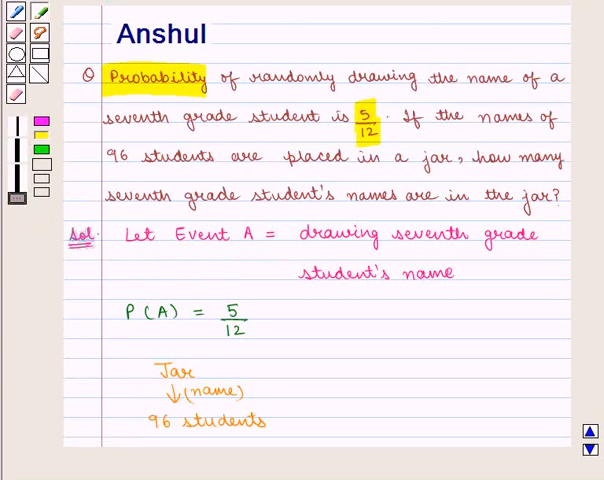 Anshul
Q Probability of randomly drawing the name of a
seventh grade student is 5/12. If the names of
96 students are placed in a jar, how many
seventh grade student's names are in the jar?
Sol. Let Event A = drawing seventh grade
student's name
P(A) = 5/12
Jar
↓(name)
96 students